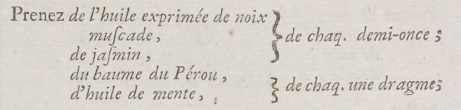 Prenez de l'huile exprimée de noix
muſcade,
de chaq. demi-once;
de jaſmin,
du baume du Pérou,
de chaq. une dragme;
d'huile de mente,